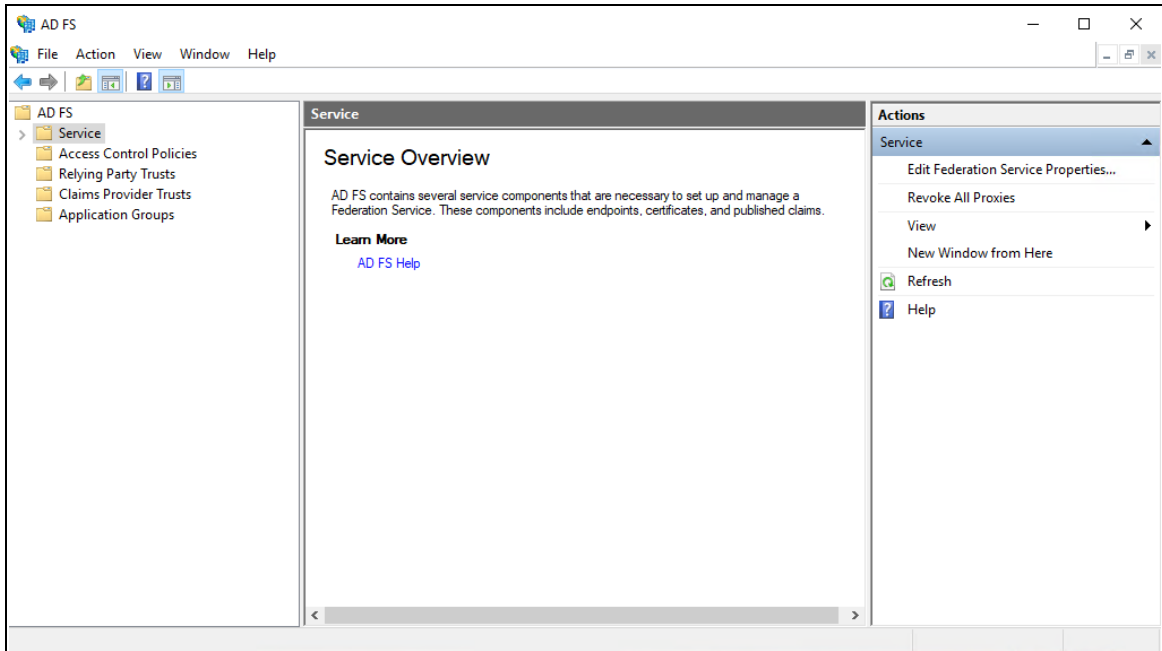 AD FS
File Action View Window Help
AD FS
Service
Access Control Policies
Relying Party Trusts
Claims Provider Trusts
Application Groups
Service
Service Overview
AD FS contains several service components that are necessary to set up and manage a
Federation Service. These components include endpoints, certificates, and published claims.
Learn More
AD FS Help
Actions
Service
Edit Federation Service Properties...
Revoke All Proxies
View
New Window from Here
Refresh
Help